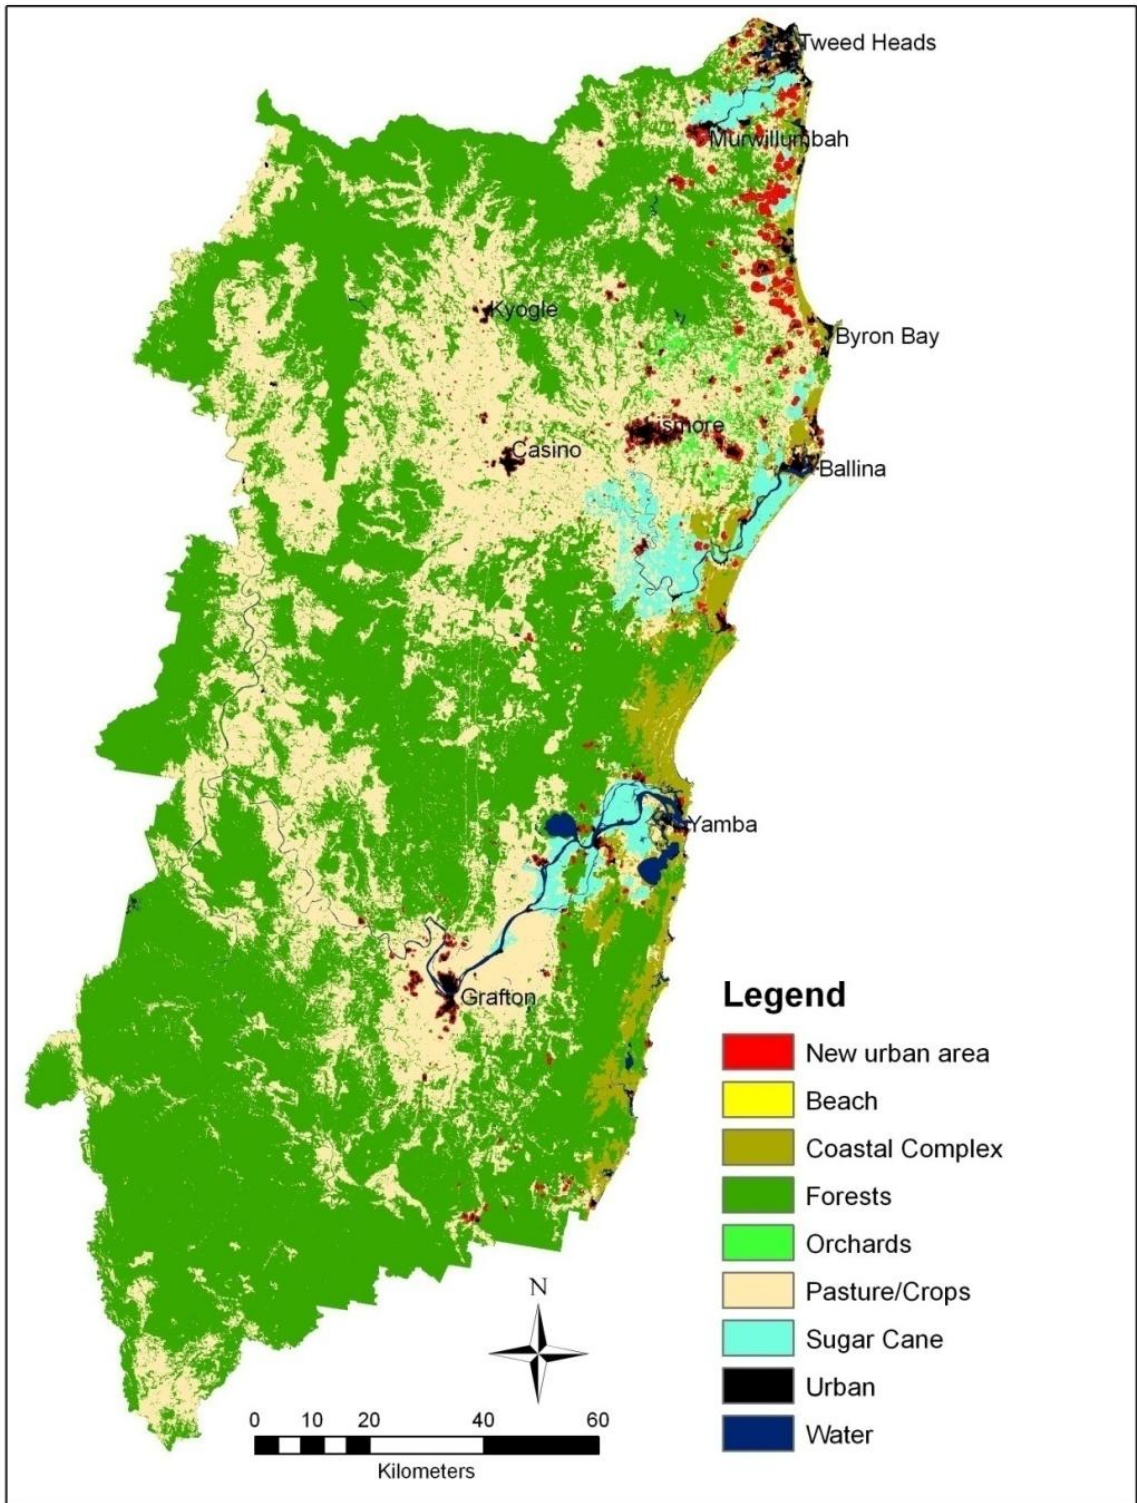 Tweed Heads
Murwillumbah
Kyogle
Byron Bay
ismore
Casino
Ballina
Yamba
Grafton
Legend
New urban area
Beach
Coastal Complex
Forests
Orchards
Pasture/Crops
Sugar Cane
Urban
Water
N
0 10 20 40 60
Kilometers